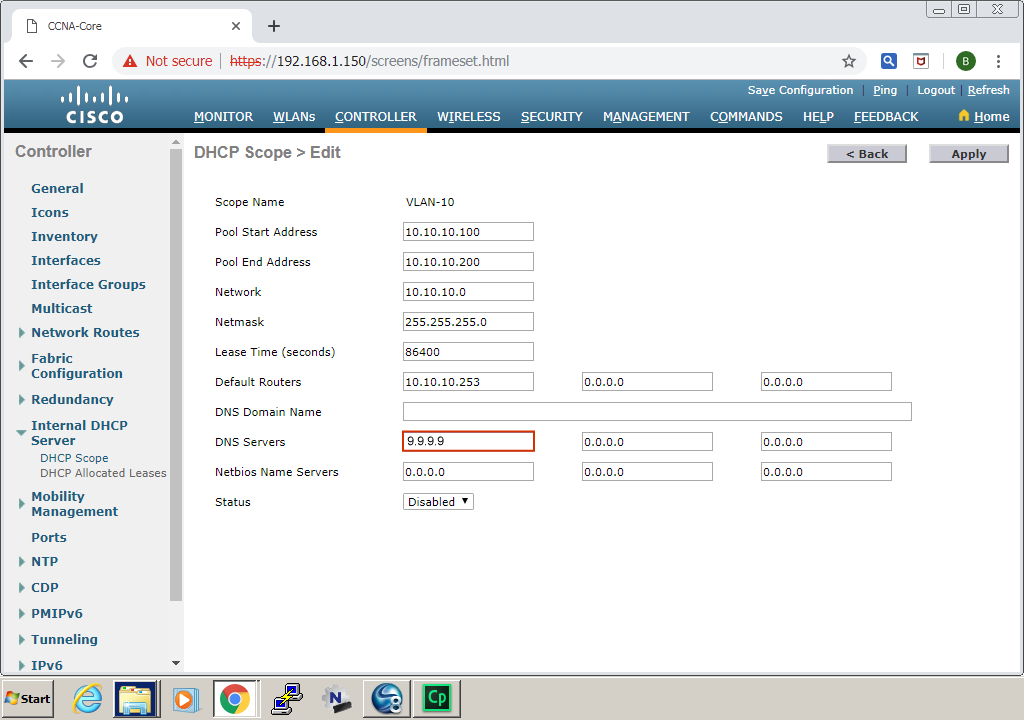 CCNA-Core
Not secure https://192.168.1.150/screens/frameset.html B
Save Configuration Ping Logout Refresh
CISCO
MONITOR WLANs CONTROLLER WIRELESS SECURITY MANAGEMENT COMMANDS HELP FEEDBACK Home
Controller
General
Icons
Inventory
Interfaces
Interface Groups
Multicast
Network Routes
Fabric
Configuration
Redundancy
Internal DHCP
Server
DHCP Scope
DHCP Allocated Leases
Mobility
Management
Ports
NTP
CDP
PMIPv6
Tunneling
IPv6
DHCP Scope > Edit
< Back Apply
Scope Name VLAN-10
Pool Start Address 10.10.10.100
Pool End Address 10.10.10.200
Network 10.10.10.0
Netmask 255.255.255.0
Lease Time (seconds) 86400
Default Routers 10.10.10.253 0.0.0.0 0.0.0.0
DNS Domain Name
DNS Servers 9.9.9.9 0.0.0.0 0.0.0.0
Netbios Name Servers 0.0.0.0 0.0.0.0 0.0.0.0
Status Disabled
Start N Cp